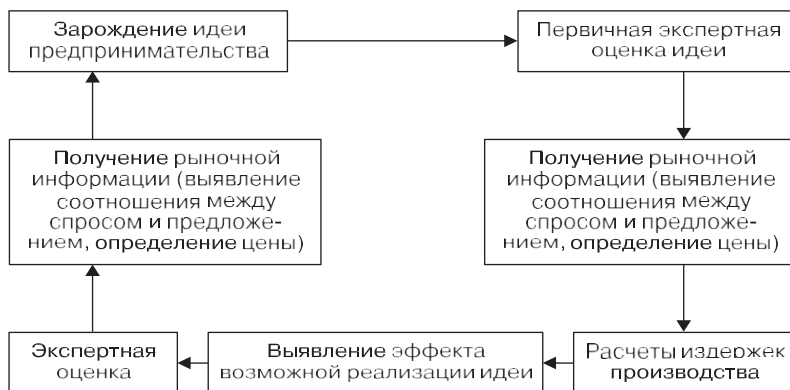 Зарождение идеи
предпринимательства
Первичная экспертная
оценка идеи
Получение рыночной
информации (выявление
соотношения между
спросом и предложе-
нием, определение цены)
Получение рыночной
информации (выявление
соотношения между
спросом и предложе-
нием, определение цены)
Экспертная
оценка
Выявление эффекта
возможной реализации идеи
Расчеты издержек
производства